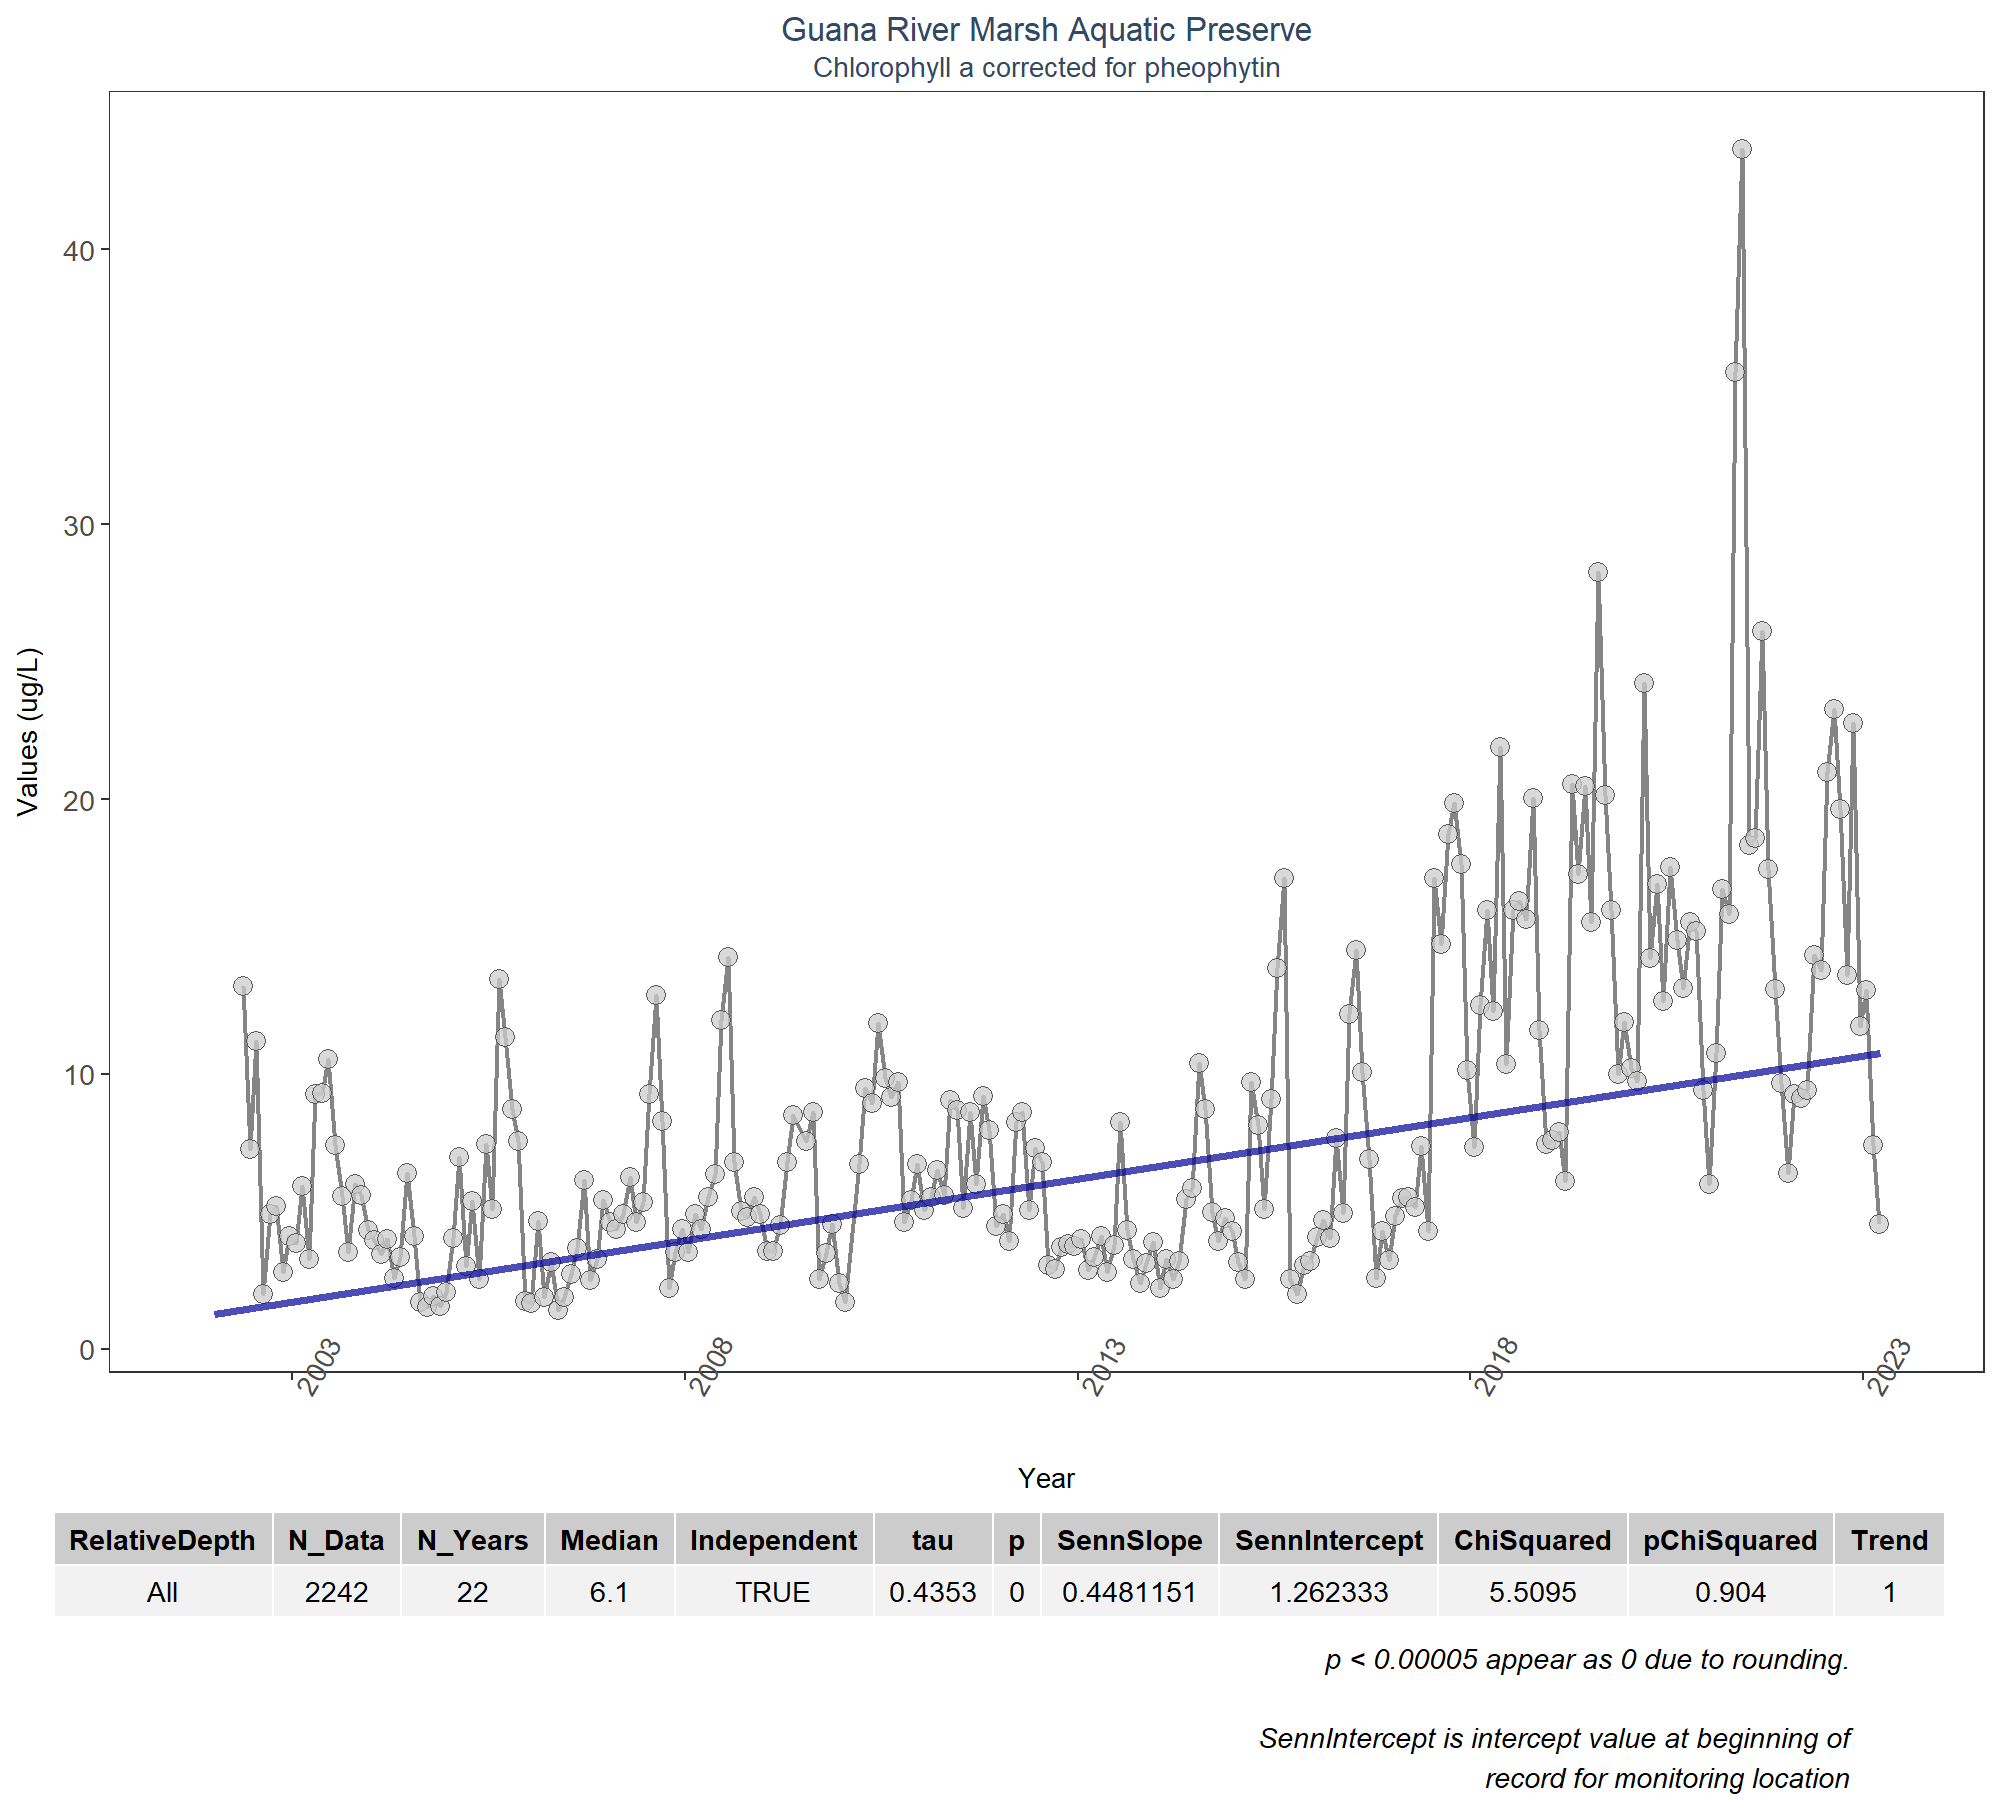 Guana River Marsh Aquatic Preserve
Chlorophyll a corrected for pheophytin
Values (ug/L)
40
30
20
10
0
2003 2008 2013 2018 2023
Year
RelativeDepth N_Data N_Years Median Independent tau p SennSlope SennIntercept ChiSquared pChiSquared Trend
All 2242 22 6.1 TRUE 0.4353 0 0.4481151 1.262333 5.5095 0.904 1
p < 0.00005 appear as 0 due to rounding.
SennIntercept is intercept value at beginning of
record for monitoring location